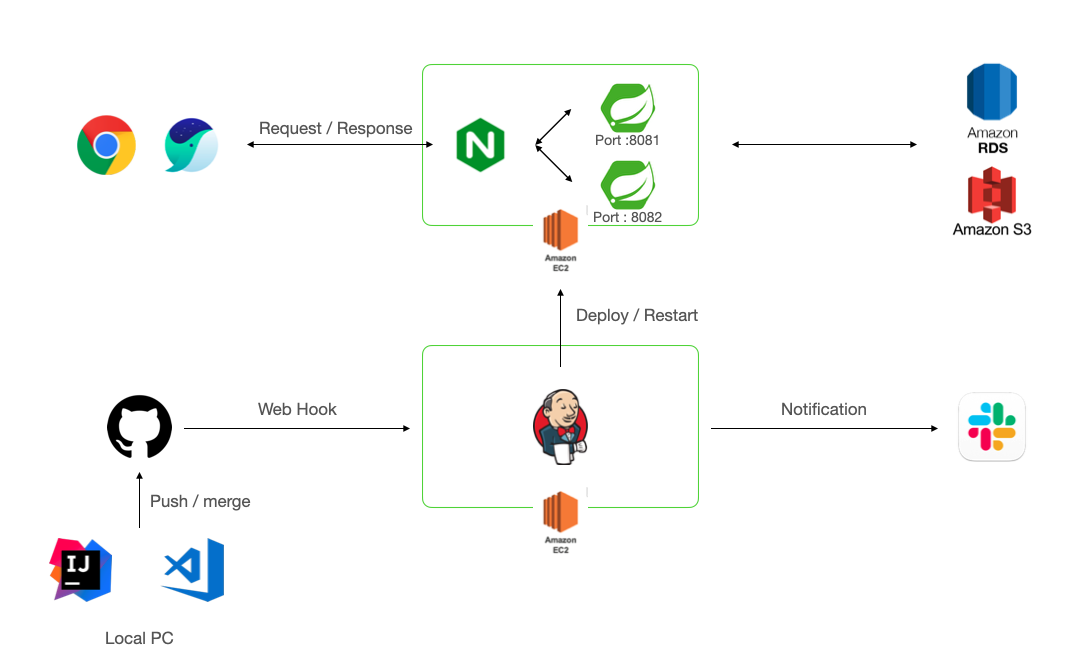 Request / Response
N
Port :8081
Port : 8082
Amazon
EC2
Amazon
RDS
Amazon S3
Deploy / Restart
Web Hook
Notification
Amazon
EC2
Push / merge
IJ
Local PC